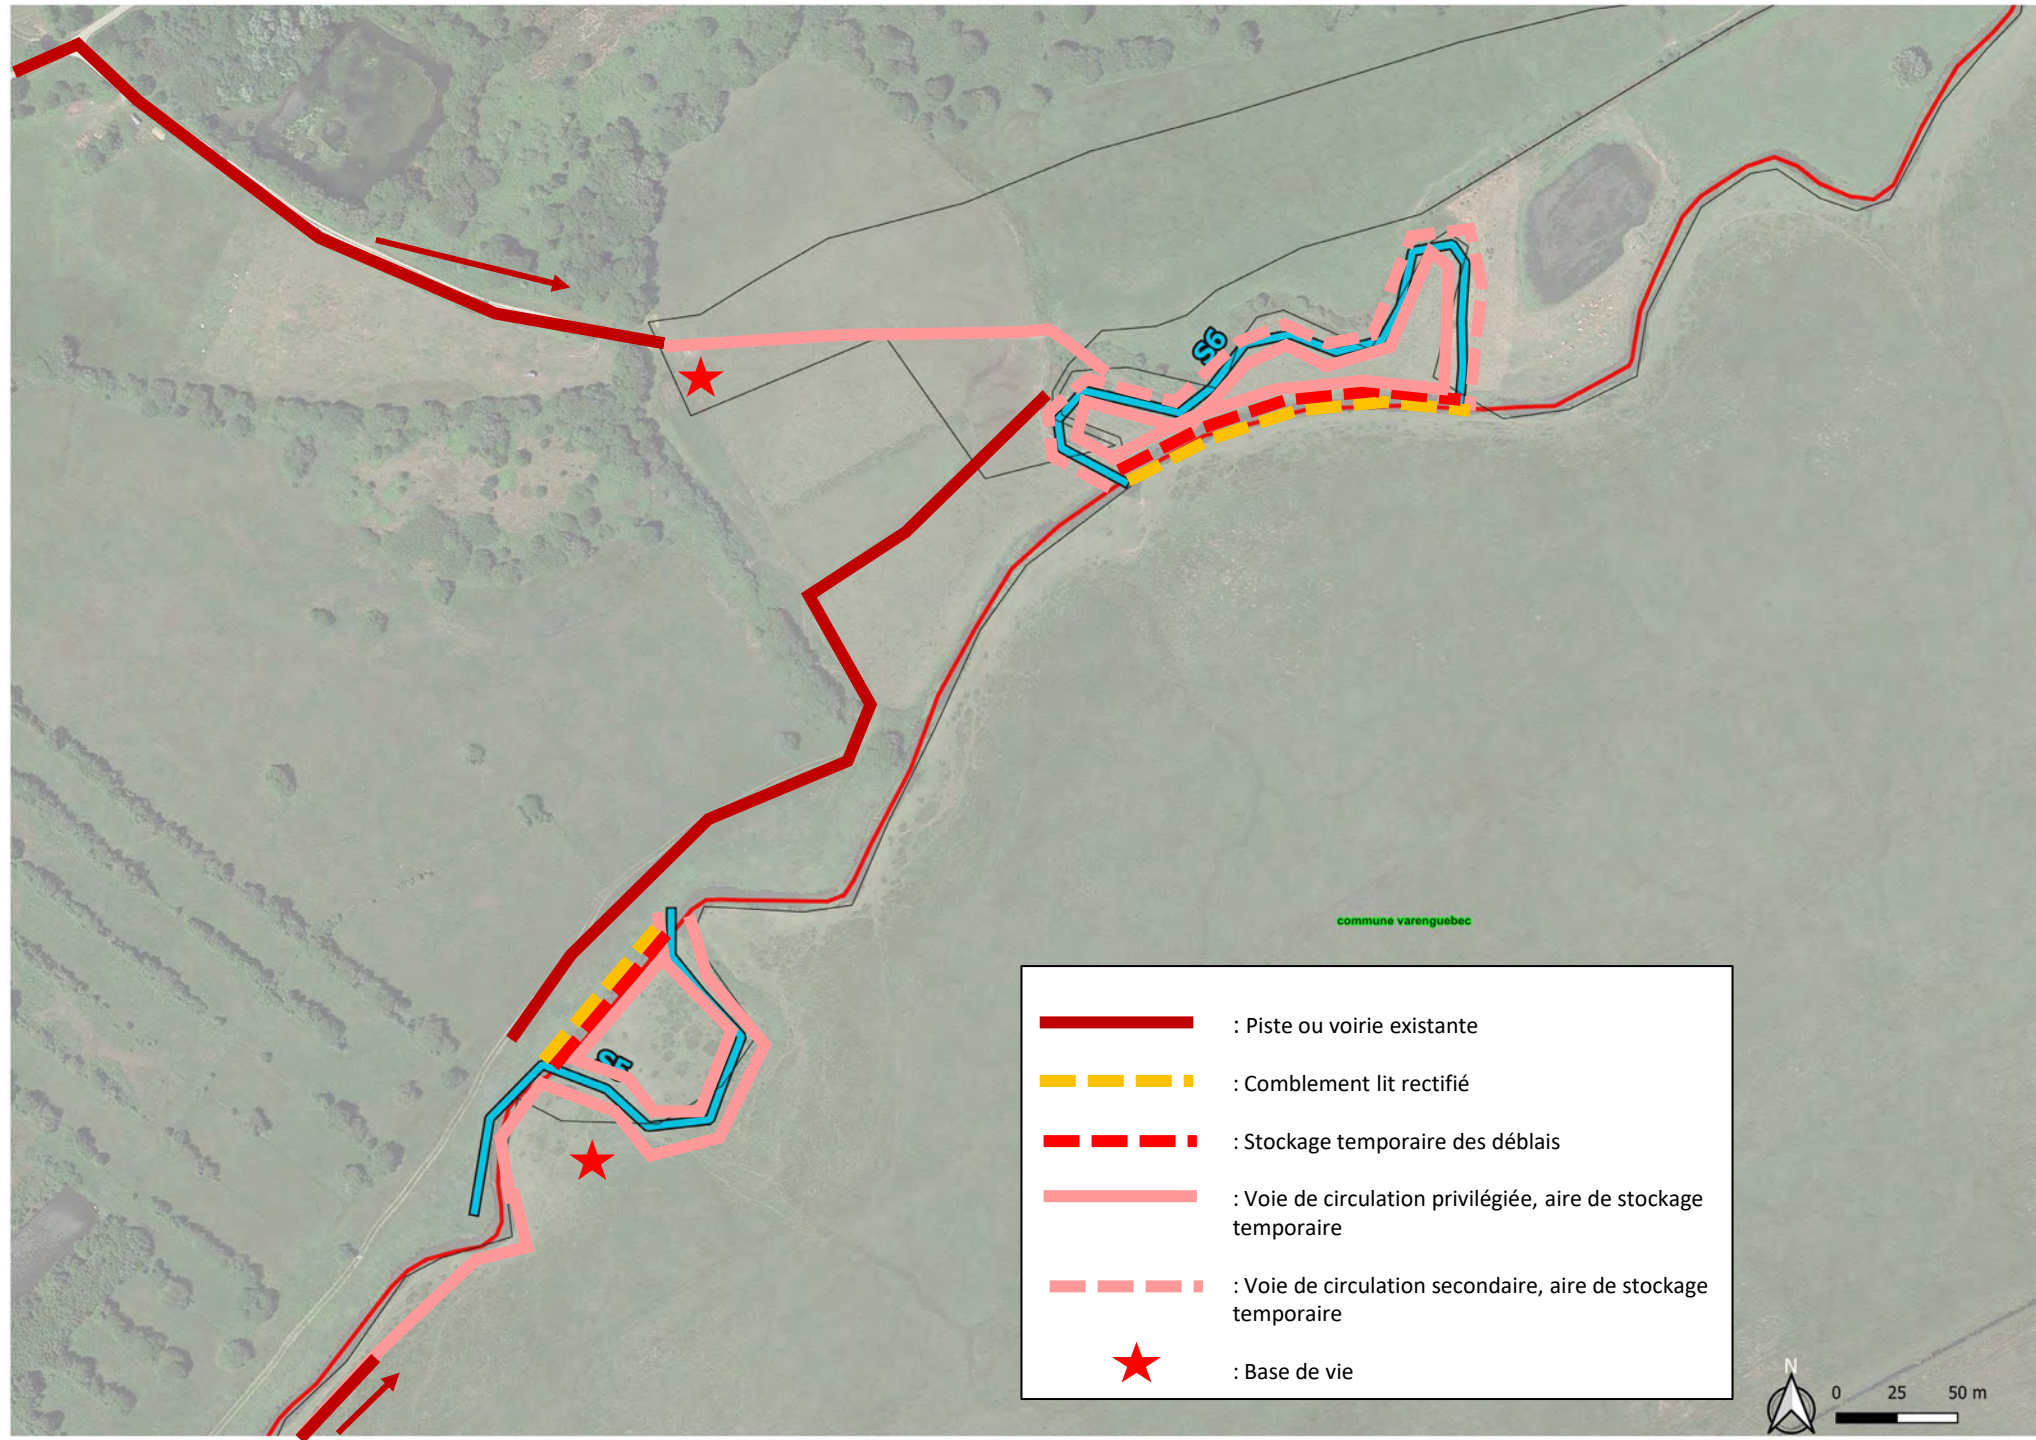 S6
S5
commune varenguebec
: Piste ou voirie existante
: Comblement lit rectifié
: Stockage temporaire des déblais
: Voie de circulation privilégiée, aire de stockage
temporaire
: Voie de circulation secondaire, aire de stockage
temporaire
: Base de vie
N
0 25 50 m